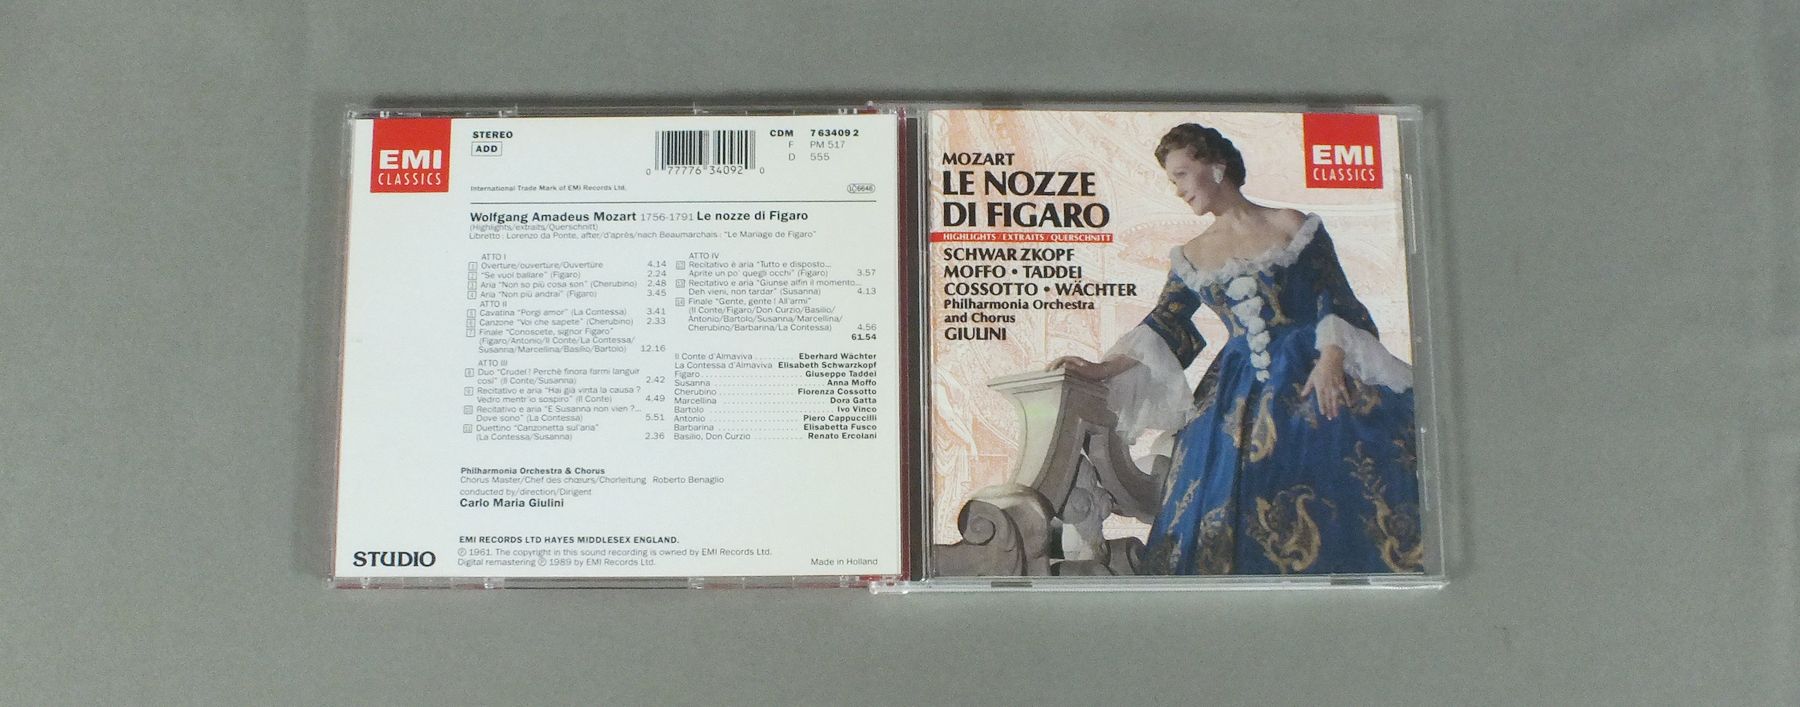 EMI
CLASSICS
STEREO
ADD
CDM 7 63409 2
F PM 517
D 555
0 77776 34092 0
International Trade Mark of EMI Records Ltd.
Wolfgang Amadeus Mozart 1756-1791 Le nozze di Figaro
(Highlights/extraits/Querschnitt)
Libretto : Lorenzo da Ponte, after/d'après/nach Beaumarchais : "Le Mariage de Figaro"
ATTO I
1 Overture/ouverture/Ouvertüre 4.14
2 "Se vuol ballare" (Figaro) 2.24
3 Aria "Non so più cosa son" (Cherubino) 2.48
4 Aria "Non più andrai" (Figaro) 3.45
ATTO II
5 Cavatina "Porgi amor" (La Contessa) 3.41
6 Canzone "Voi che sapete" (Cherubino) 2.33
7 Finale "Conoscete, signor Figaro"
(Figaro/Antonio/Il Conte/La Contessa/
Susanna/Marcellina/Basilio/Bartolo) 12.16
ATTO III
8 Duo "Crudel ! Perchè finora farmi languir
così" (Il Conte/Susanna) 2.42
9 Recitativo e aria "Hai già vinta la causa ?
Vedro mentr'io sospiro" (Il Conte) 4.49
10 Recitativo e aria "E Susanna non vien ?...
Dove sono" (La Contessa) 5.51
11 Duettino "Canzonetta sul'aria"
(La Contessa/Susanna) 2.36
ATTO IV
12 Recitativo è aria "Tutto e disposto...
Aprite un po' quegli occhi" (Figaro) 3.57
13 Recitativo e aria "Giunse alfin il momento...
Deh vieni, non tardar" (Susanna) 4.13
14 Finale "Gente, gente ! All'armi"
(Il Conte/Figaro/Don Curzio/Basilio/
Antonio/Bartolo/Susanna/Marcellina/
Cherubino/Barbarina/La Contessa) 4.56
61.54
Il Conte d'Almaviva .......... Eberhard Wächter
La Contessa d'Almaviva Elisabeth Schwarzkopf
Figaro .......... Giuseppe Taddei
Susanna .......... Anna Moffo
Cherubino .......... Fiorenza Cossotto
Marcellina .......... Dora Gatta
Bartolo .......... Ivo Vinco
Antonio .......... Piero Cappuccilli
Barbarina .......... Elisabetta Fusco
Basilio, Don Curzio .......... Renato Ercolani
Philharmonia Orchestra & Chorus
Chorus Master/Chef des chœurs/Chorleitung Roberto Benaglio
conducted by/direction/Dirigent
Carlo Maria Giulini
EMI RECORDS LTD HAYES MIDDLESEX ENGLAND.
℗ 1961. The copyright in this sound recording is owned by EMI Records Ltd.
Digital remastering ℗ 1989 by EMI Records Ltd.
STUDIO
Made in Holland
MOZART
LE NOZZE
DI FIGARO
HIGHLIGHTS/EXTRAITS/QUERSCHNITT
SCHWARZKOPF
MOFFO • TADDEI
COSSOTTO • WÄCHTER
Philharmonia Orchestra
and Chorus
GIULINI
EMI
CLASSICS